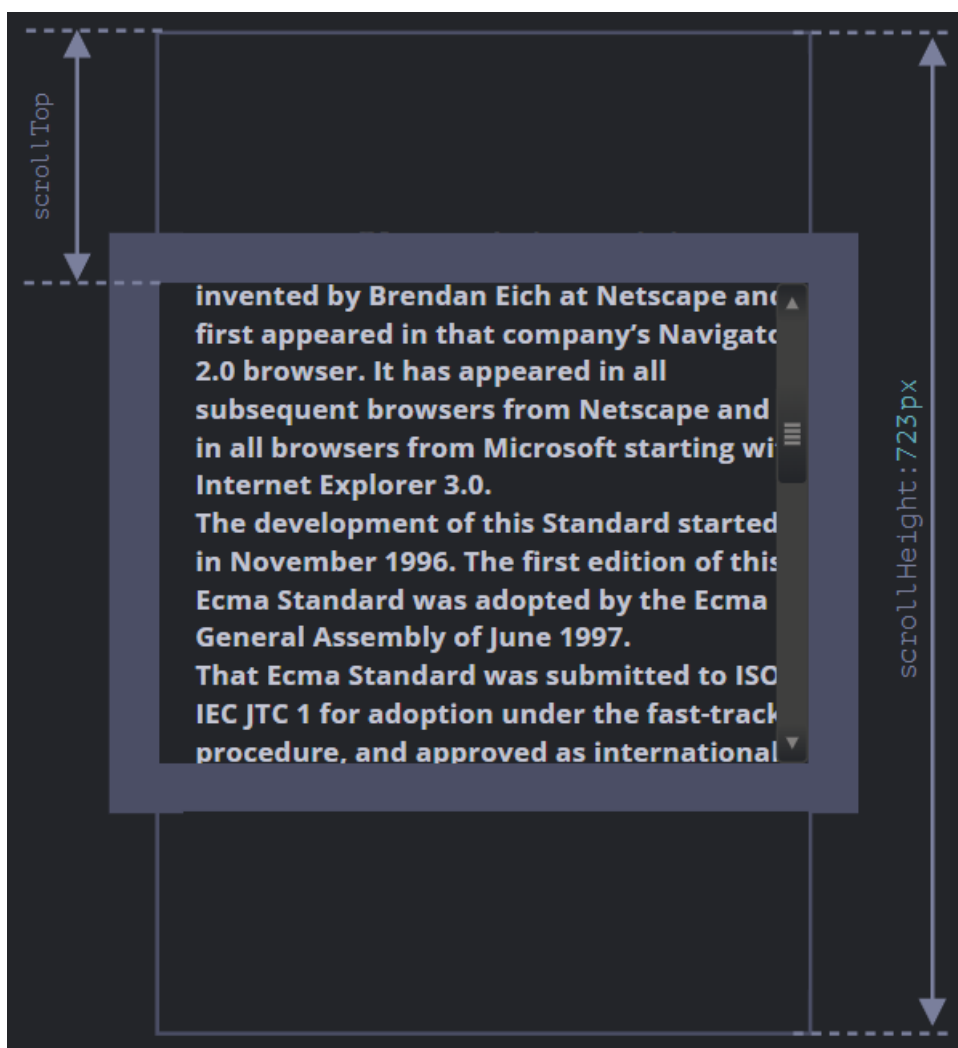 scrollTop
invented by Brendan Eich at Netscape and
first appeared in that company’s Navigato
2.0 browser. It has appeared in all
subsequent browsers from Netscape and
in all browsers from Microsoft starting wi
Internet Explorer 3.0.
The development of this Standard started
in November 1996. The first edition of this
Ecma Standard was adopted by the Ecma
General Assembly of June 1997.
That Ecma Standard was submitted to ISO
IEC JTC 1 for adoption under the fast-track
procedure, and approved as international
scrollHeight:723px